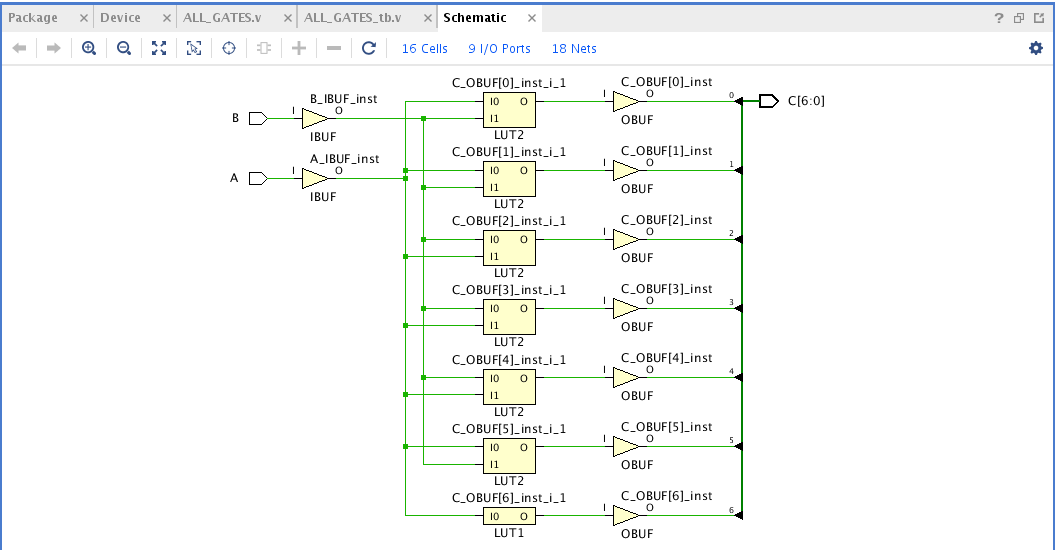 Package × Device × ALL_GATES.v × ALL_GATES_tb.v × Schematic ×
16 Cells 9 I/O Ports 18 Nets
C_OBUF[0]_inst_i_1 C_OBUF[0]_inst
B_IBUF_inst
I O I0 O I O 0 C[6:0]
B I1
IBUF LUT2 OBUF
A_IBUF_inst C_OBUF[1]_inst_i_1 C_OBUF[1]_inst
I O I0 O I O 1
A I1
IBUF LUT2 OBUF
C_OBUF[2]_inst_i_1 C_OBUF[2]_inst
I0 O I O 2
I1
LUT2 OBUF
C_OBUF[3]_inst_i_1 C_OBUF[3]_inst
I0 O I O 3
I1
LUT2 OBUF
C_OBUF[4]_inst_i_1 C_OBUF[4]_inst
I0 O I O 4
I1
LUT2 OBUF
C_OBUF[5]_inst_i_1 C_OBUF[5]_inst
I0 O I O 5
I1
LUT2 OBUF
C_OBUF[6]_inst_i_1 C_OBUF[6]_inst
I0 O I O 6
LUT1 OBUF